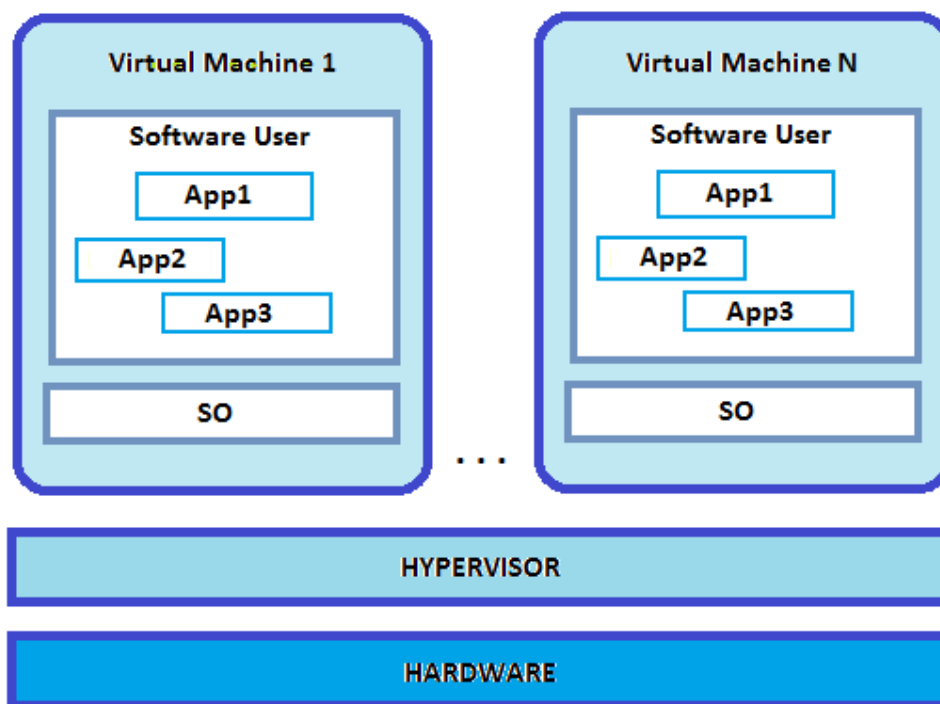 Virtual Machine 1
Software User
App1
App2
App3
SO
. . .
Virtual Machine N
Software User
App1
App2
App3
SO
HYPERVISOR
HARDWARE